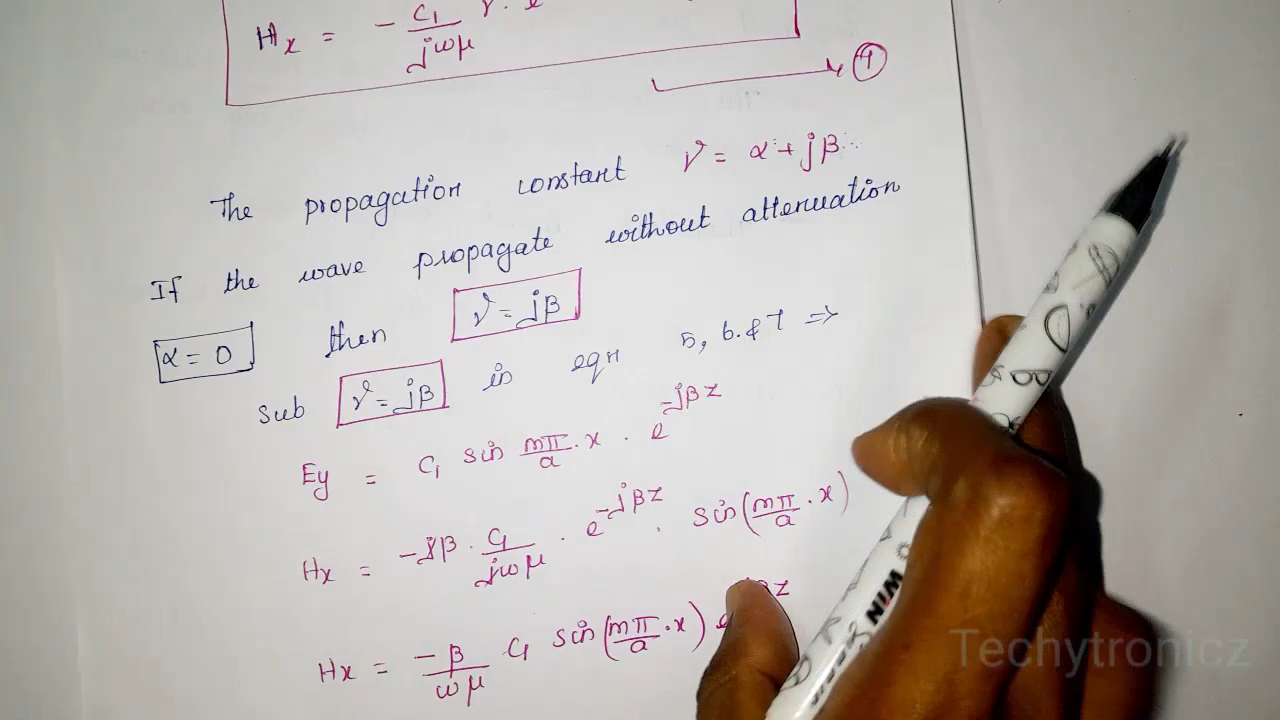 Hx = - C1/jωμ γ. e
7
The propagation constant γ = α + jβ
If the wave propagate without attenuation
α = 0 then γ = jβ
Sub γ = jβ in eqn 5, 6 & 7 ⇒
Ey = C1 sin mπ/a . x . e^-jβz
Hx = -jβ . C1/jωμ . e^-jβz . sin(mπ/a . x)
Hx = -β/ωμ C1 sin(mπ/a . x) e z
WIN
Techytronicz